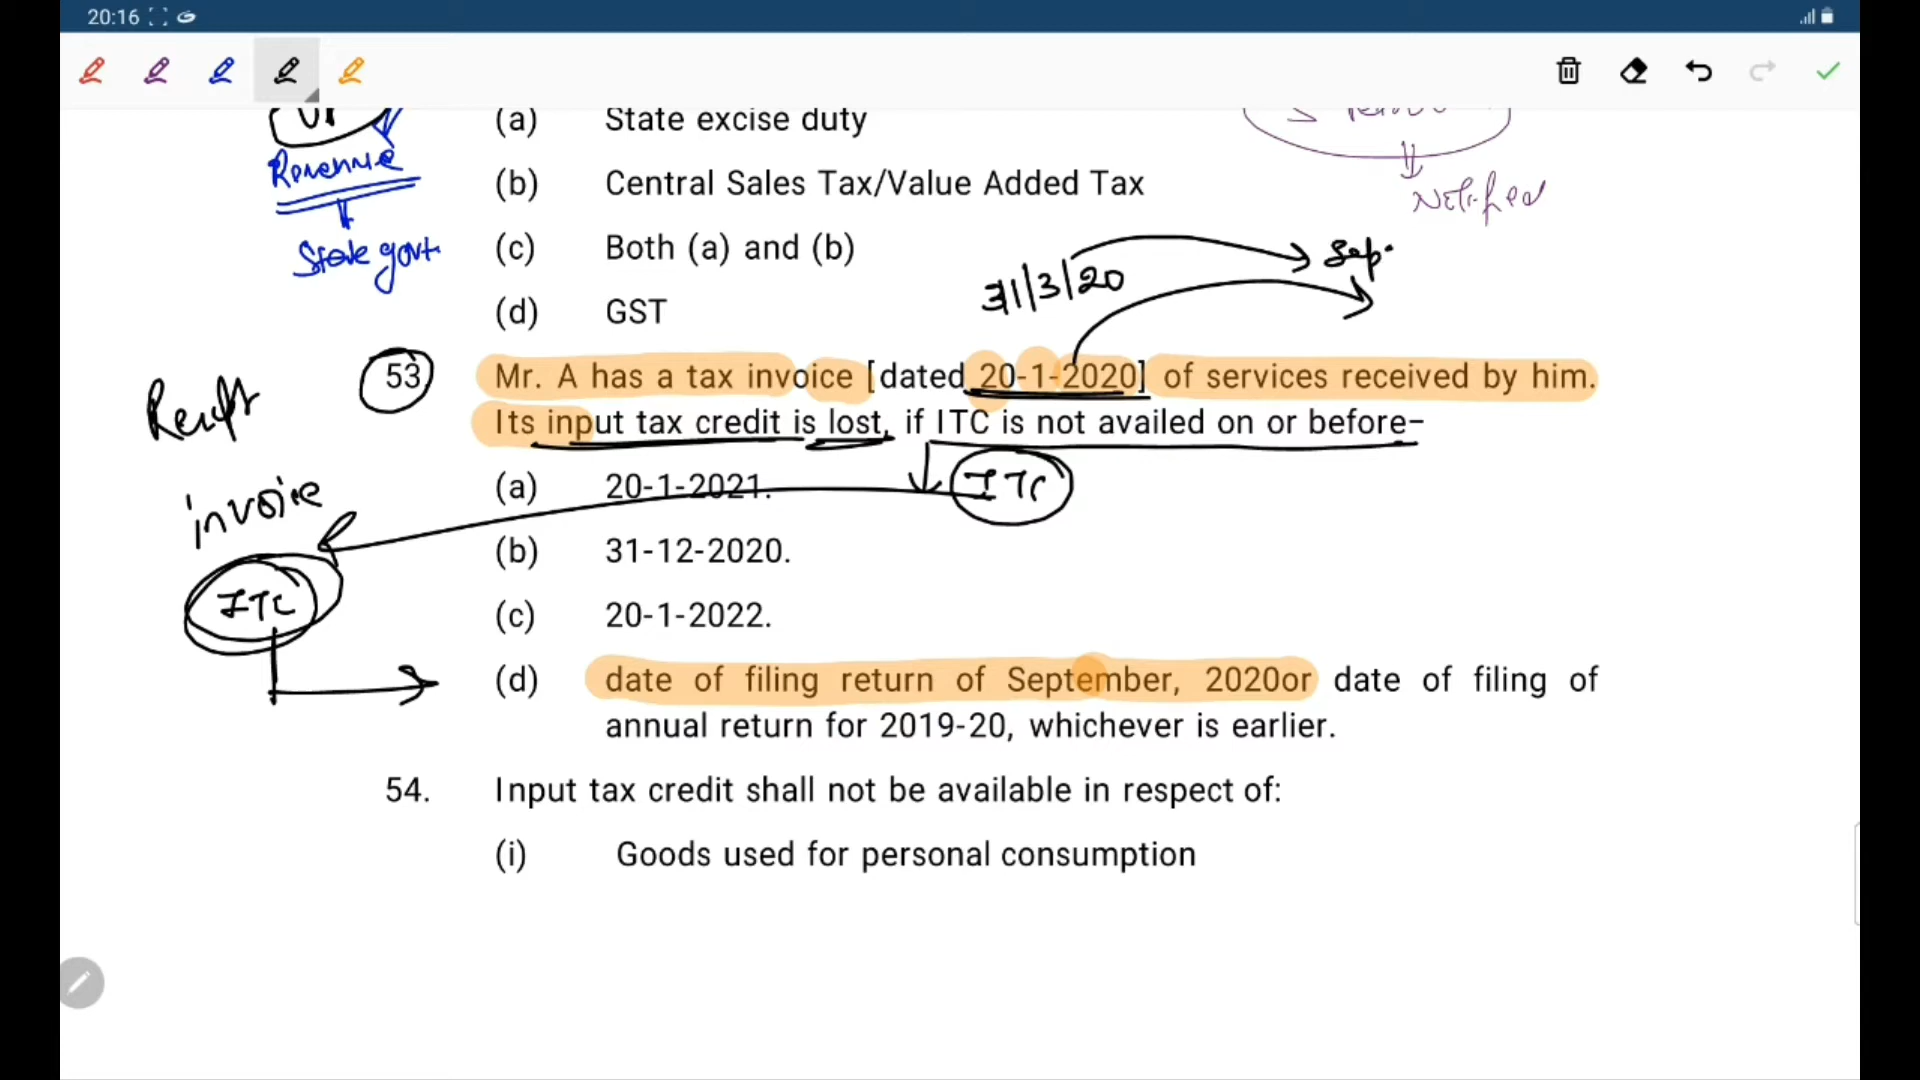 20:16
UP
(a) State excise duty
Revenue
(b) Central Sales Tax/Value Added Tax
Notified
State govt.
(c) Both (a) and (b)
Sep.
31/3/20
(d) GST
53 Mr. A has a tax invoice [dated 20-1-2020] of services received by him.
Its input tax credit is lost, if ITC is not availed on or before-
invoice
(a) 20-1-2021.
ITC
(b) 31-12-2020.
ITC
(c) 20-1-2022.
(d) date of filing return of September, 2020or date of filing of
annual return for 2019-20, whichever is earlier.
54. Input tax credit shall not be available in respect of:
(i) Goods used for personal consumption